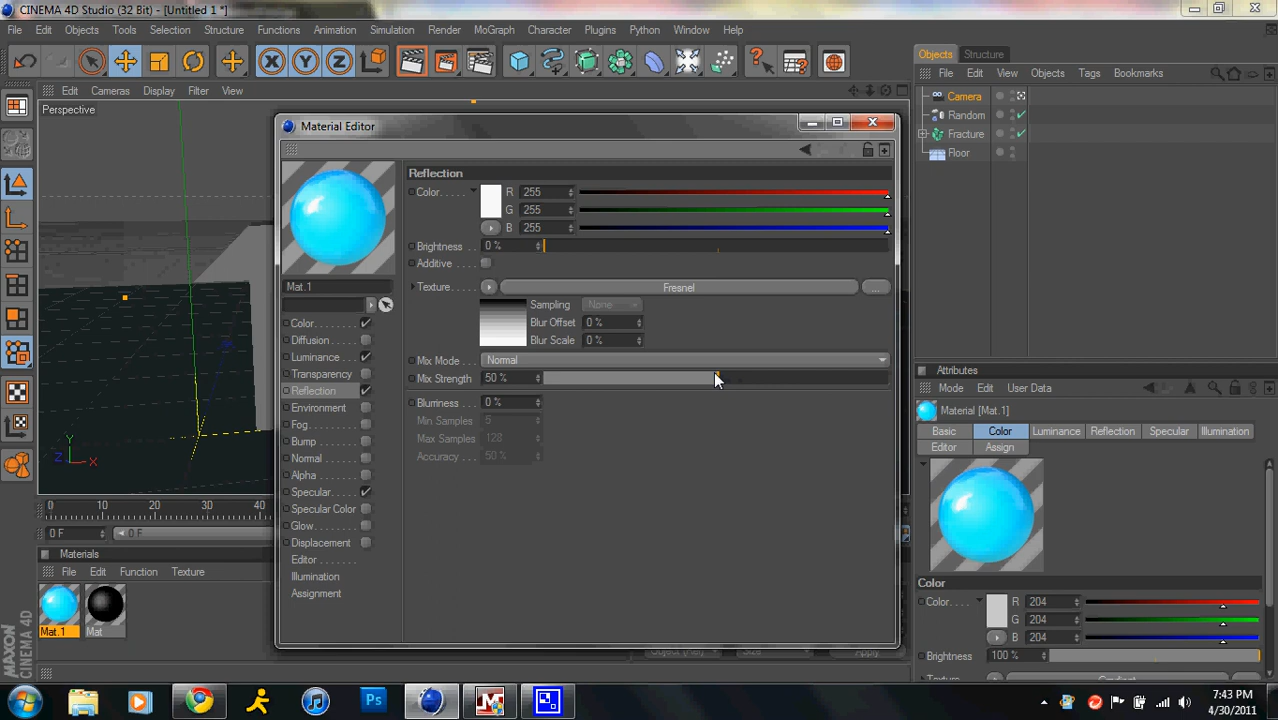 CINEMA 4D Studio (32 Bit) - [Untitled 1 *]
File Edit Objects Tools Selection Structure Functions Animation Render MoGraph Character Plugins Python Window Help
X Y Z
Edit Cameras Display Filter View
Perspective
Y
Z X
0 10 20 30 40
0 F 0 F
Materials
File Edit Function Texture
Mat.1 Mat
MAXON
CINEMA 4D
Material Editor
Mat.1
Color
Diffusion
Luminance
Transparency
Reflection
Environment
Fog
Bump
Normal
Alpha
Specular
Specular Color
Glow
Displacement
Editor
Illumination
Assignment
Reflection
Color R 255
G 255
B 255
Brightness 0 %
Additive
Texture Fresnel ...
Sampling None
Blur Offset 0 %
Blur Scale 0 %
Mix Mode Normal
Mix Strength 50 %
Blurriness 0 %
Min Samples 5
Max Samples 128
Accuracy 50 %
Objects Structure
File Edit View Objects Tags Bookmarks
Camera
Random
Fracture
Floor
Attributes
Mode Edit User Data
Material [Mat.1]
Basic Color Luminance Reflection Specular Illumination
Editor Assign
Color
Color R 204
G 204
B 204
Brightness 100 %
Ps
7:43 PM
4/30/2011